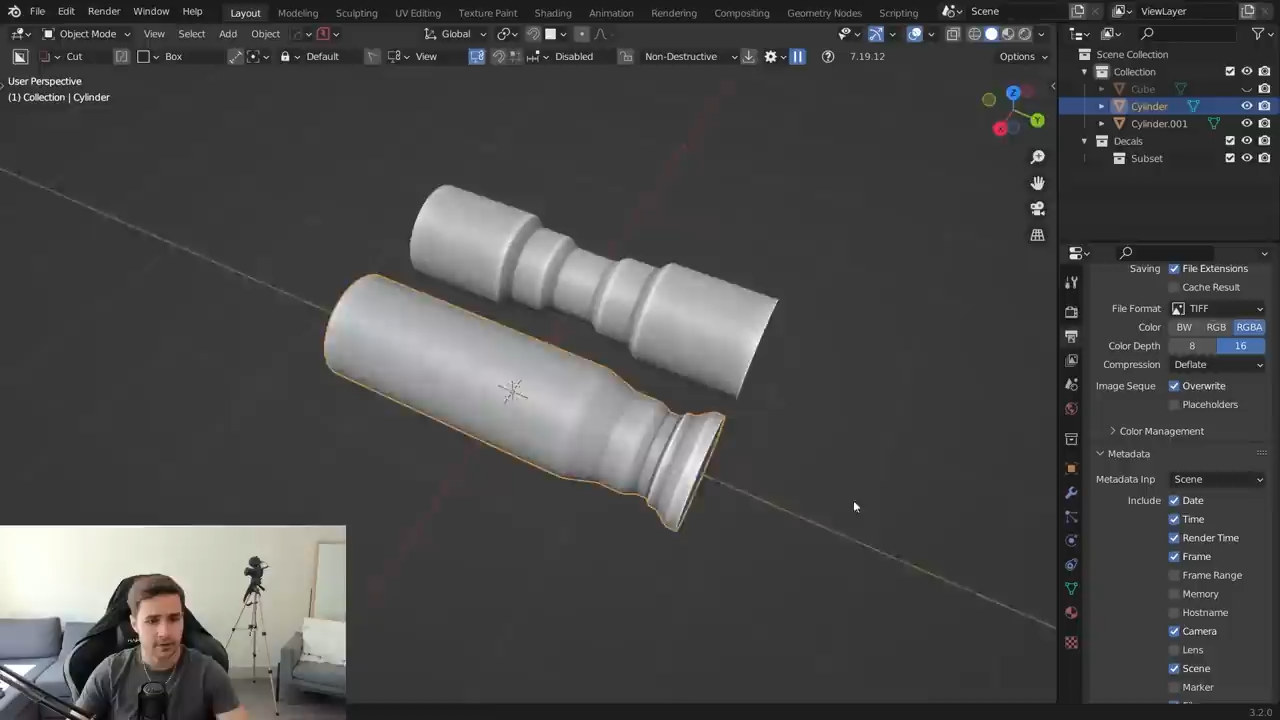 File Edit Render Window Help Layout Modeling Sculpting UV Editing Texture Paint Shading Animation Rendering Compositing Geometry Nodes Scripting Scene ViewLayer
Object Mode View Select Add Object Global
Cut Box Default View Disabled Non-Destructive 7.19.12 Options
User Perspective
(1) Collection | Cylinder
Z
Y
X
Scene Collection
Collection
Cube
Cylinder
Cylinder.001
Decals
Subset
Saving File Extensions
Cache Result
File Format TIFF
Color BW RGB RGBA
Color Depth 8 16
Compression Deflate
Image Seque Overwrite
Placeholders
Color Management
Metadata
Metadata Inp Scene
Include Date
Time
Render Time
Frame
Frame Range
Memory
Hostname
Camera
Lens
Scene
Marker
3.2.0